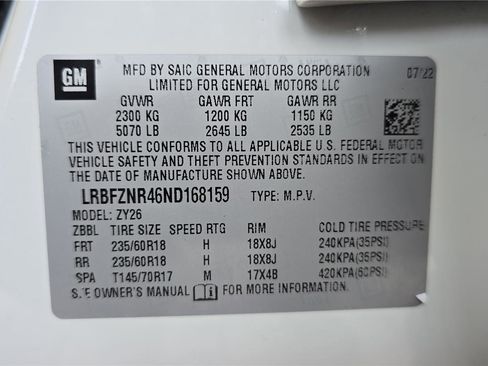 GM
MFD BY SAIC GENERAL MOTORS CORPORATION 07/22
LIMITED FOR GENERAL MOTORS LLC
GVWR GAWR FRT GAWR RR
2300 KG 1200 KG 1150 KG
5070 LB 2645 LB 2535 LB
THIS VEHICLE CONFORMS TO ALL APPLICABLE U.S. FEDERAL MOTOR
VEHICLE SAFETY AND THEFT PREVENTION STANDARDS IN EFFECT ON
THE DATE OF MANUFACTURE SHOWN ABOVE.
LRBFZNR46ND168159 TYPE: M.P.V.
MODEL: ZY26
ZBBL TIRE SIZE SPEED RTG RIM COLD TIRE PRESSURE
FRT 235/60R18 H 18X8J 240KPA(35PSI)
RR 235/60R18 H 18X8J 240KPA(35PSI)
SPA T145/70R17 M 17X4B 420KPA(60PSI)
SEE OWNER'S MANUAL FOR MORE INFORMATION.